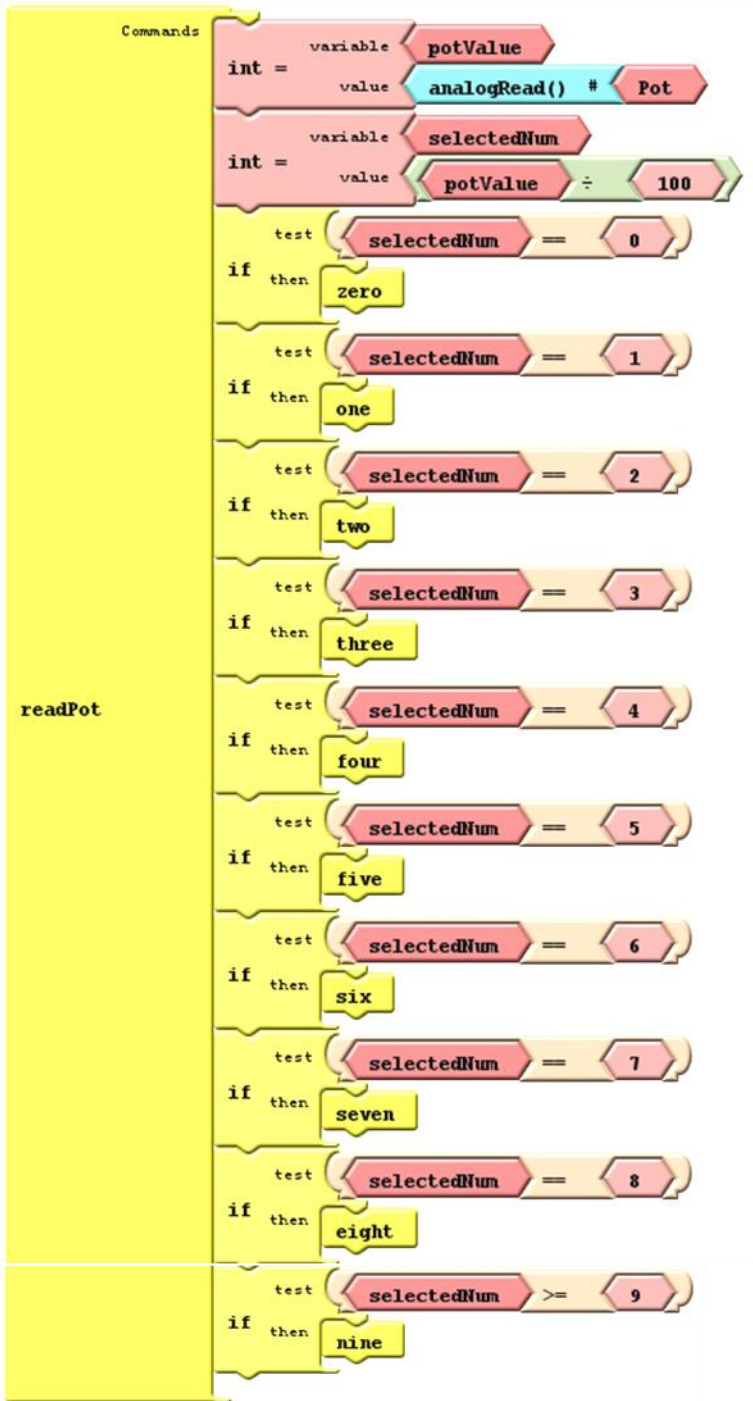 Commands
variable potValue
int =
value analogRead() # Pot
variable selectedNum
int =
value potValue ÷ 100
test selectedNum == 0
if
then zero
test selectedNum == 1
if
then one
test selectedNum == 2
if
then two
test selectedNum == 3
if
then three
readPot
test selectedNum == 4
if
then four
test selectedNum == 5
if
then five
test selectedNum == 6
if
then six
test selectedNum == 7
if
then seven
test selectedNum == 8
if
then eight
test selectedNum >= 9
if
then nine